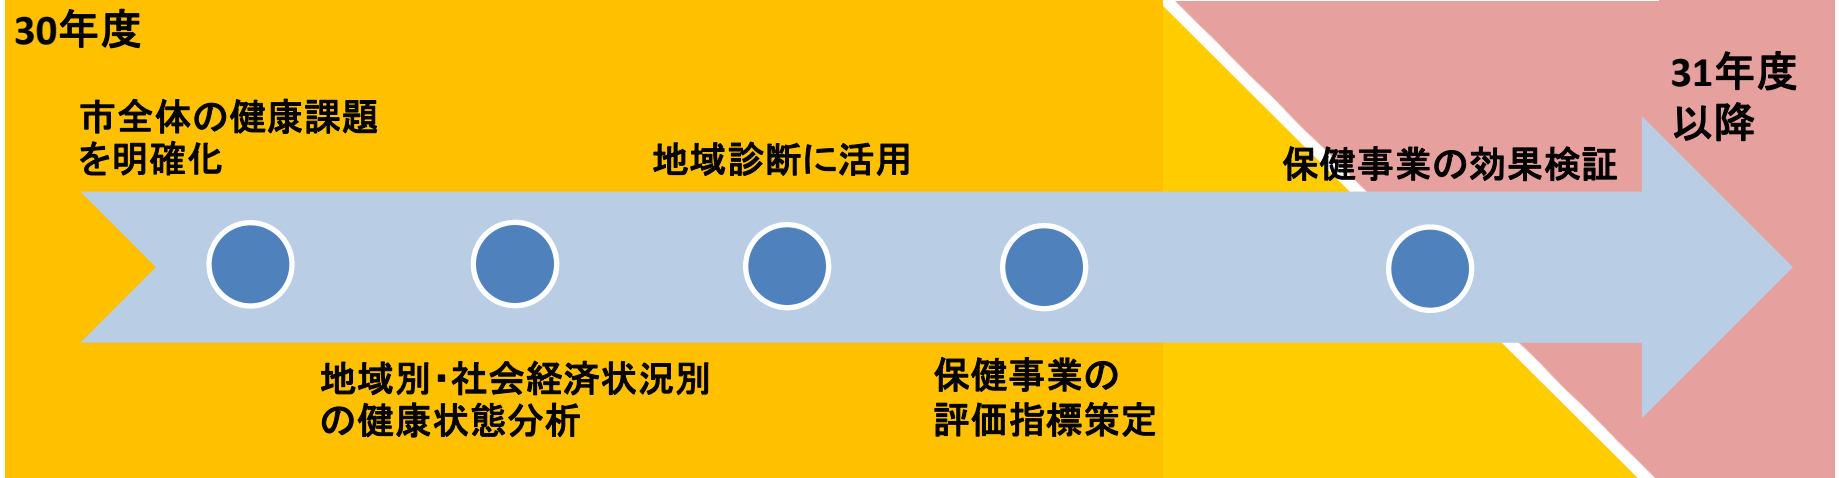 30年度
市全体の健康課題
を明確化
地域別・社会経済状況別
の健康状態分析
地域診断に活用
保健事業の
評価指標策定
保健事業の効果検証
31年度
以降